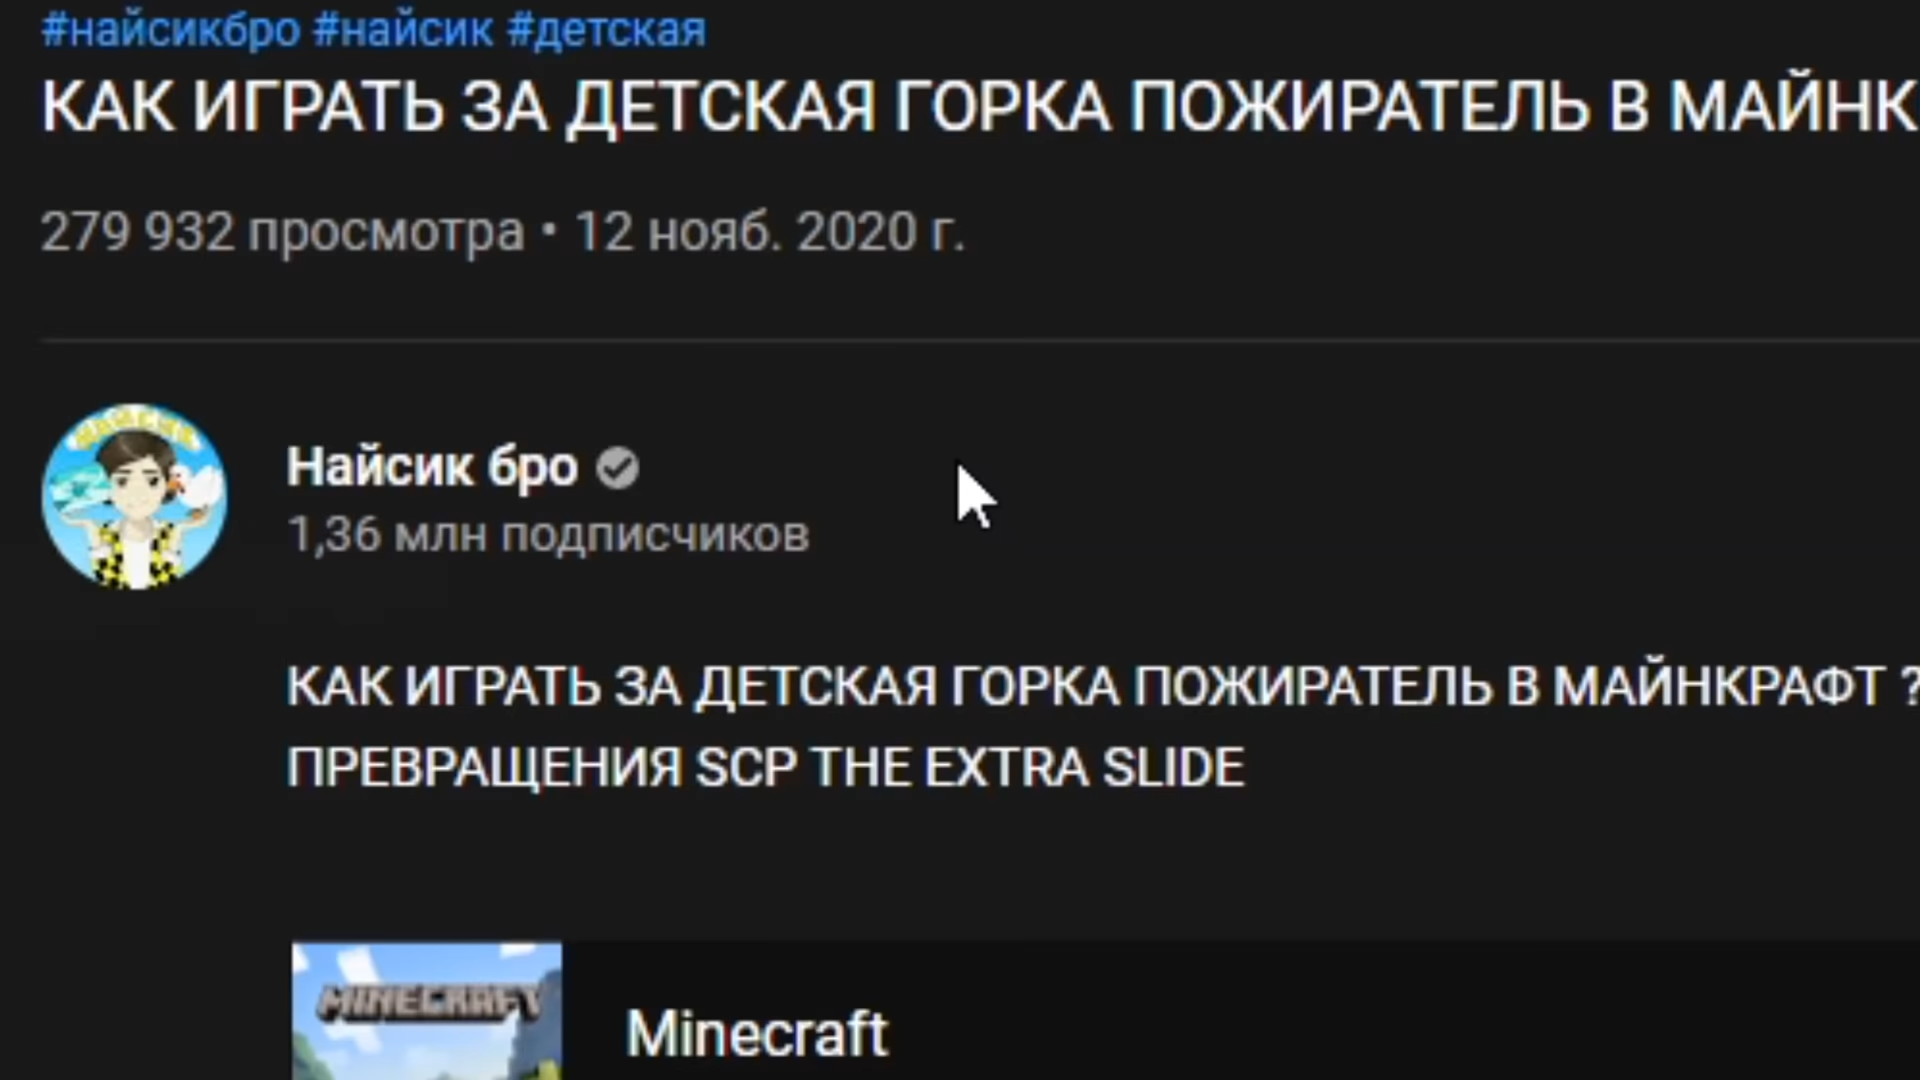 #найсикбро #найсик #детская
КАК ИГРАТЬ ЗА ДЕТСКАЯ ГОРКА ПОЖИРАТЕЛЬ В МАЙНК
279 932 просмотра • 12 нояб. 2020 г.
НАЙСИК
Найсик бро
1,36 млн подписчиков
КАК ИГРАТЬ ЗА ДЕТСКАЯ ГОРКА ПОЖИРАТЕЛЬ В МАЙНКРАФТ ?
ПРЕВРАЩЕНИЯ SCP THE EXTRA SLIDE
MINECRAFT
Minecraft